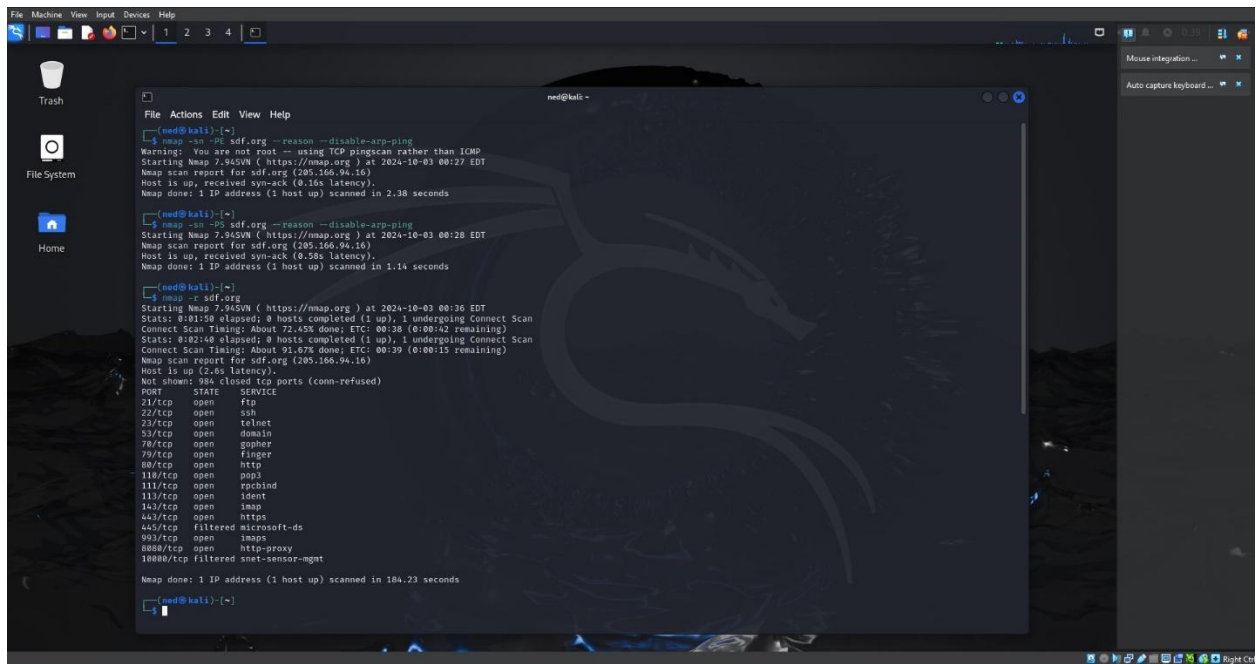 File Machine View Input Devices Help
1 2 3 4
0:39
Mouse integration ...
Auto capture keyboard ...
Trash
File System
Home
ned@kali: ~
File Actions Edit View Help
┌──(ned㉿kali)-[~]
└─$ nmap -sn -PE sdf.org --reason --disable-arp-ping
Warning:  You are not root -- using TCP pingscan rather than ICMP
Starting Nmap 7.94SVN ( https://nmap.org ) at 2024-10-03 00:27 EDT
Nmap scan report for sdf.org (205.166.94.16)
Host is up, received syn-ack (0.16s latency).
Nmap done: 1 IP address (1 host up) scanned in 2.38 seconds
┌──(ned㉿kali)-[~]
└─$ nmap -sn -PS sdf.org --reason --disable-arp-ping
Starting Nmap 7.94SVN ( https://nmap.org ) at 2024-10-03 00:28 EDT
Nmap scan report for sdf.org (205.166.94.16)
Host is up, received syn-ack (0.58s latency).
Nmap done: 1 IP address (1 host up) scanned in 1.14 seconds
┌──(ned㉿kali)-[~]
└─$ nmap -r sdf.org
Starting Nmap 7.94SVN ( https://nmap.org ) at 2024-10-03 00:36 EDT
Stats: 0:01:50 elapsed; 0 hosts completed (1 up), 1 undergoing Connect Scan
Connect Scan Timing: About 72.45% done; ETC: 00:38 (0:00:42 remaining)
Stats: 0:02:40 elapsed; 0 hosts completed (1 up), 1 undergoing Connect Scan
Connect Scan Timing: About 91.67% done; ETC: 00:39 (0:00:15 remaining)
Nmap scan report for sdf.org (205.166.94.16)
Host is up (2.6s latency).
Not shown: 984 closed tcp ports (conn-refused)
PORT STATE SERVICE
21/tcp open ftp
22/tcp open ssh
23/tcp open telnet
53/tcp open domain
70/tcp open gopher
79/tcp open finger
80/tcp open http
110/tcp open pop3
111/tcp open rpcbind
113/tcp open ident
143/tcp open imap
443/tcp open https
445/tcp filtered microsoft-ds
993/tcp open imaps
8080/tcp open http-proxy
10000/tcp filtered snet-sensor-mgmt
Nmap done: 1 IP address (1 host up) scanned in 184.23 seconds
┌──(ned㉿kali)-[~]
└─$
Right Ctrl